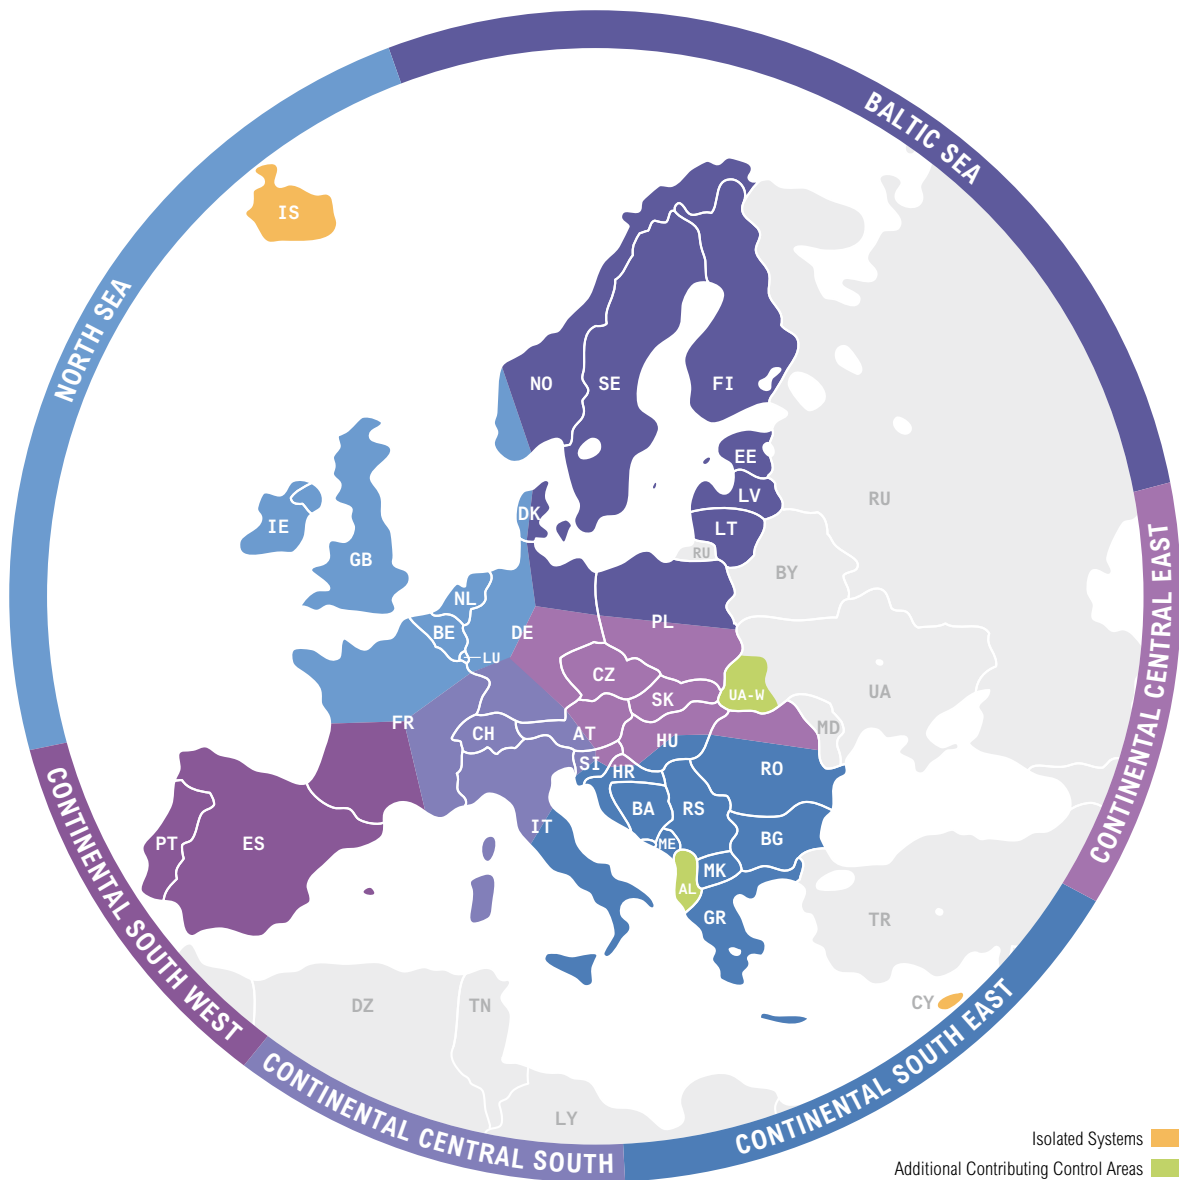 BALTIC SEA
NORTH SEA
IS
NO
SE
FI
EE
RU
LV
DK
IE
LT
RU
GB
BY
NL
BE
DE
PL
LU
CZ
UA
UA-W
SK
FR
MD
CH
AT
HU
SI
HR
RO
BA
RS
IT
BG
PT
ES
ME
MK
AL
GR
TR
CY
DZ
TN
LY
CONTINENTAL CENTRAL EAST
CONTINENTAL SOUTH WEST
CONTINENTAL CENTRAL SOUTH
CONTINENTAL SOUTH EAST
Isolated Systems
Additional Contributing Control Areas